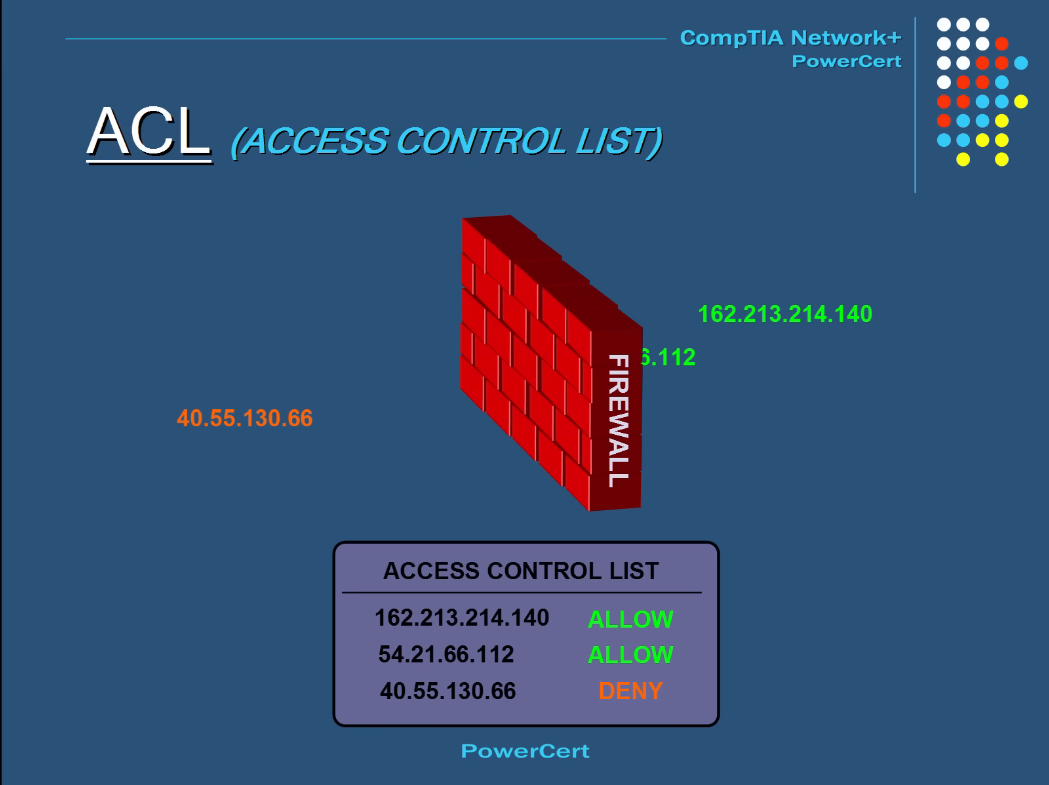 CompTIA Network+
PowerCert
ACL (ACCESS CONTROL LIST)
162.213.214.140
6.112
40.55.130.66
FIREWALL
ACCESS CONTROL LIST
162.213.214.140 ALLOW
54.21.66.112 ALLOW
40.55.130.66 DENY
PowerCert